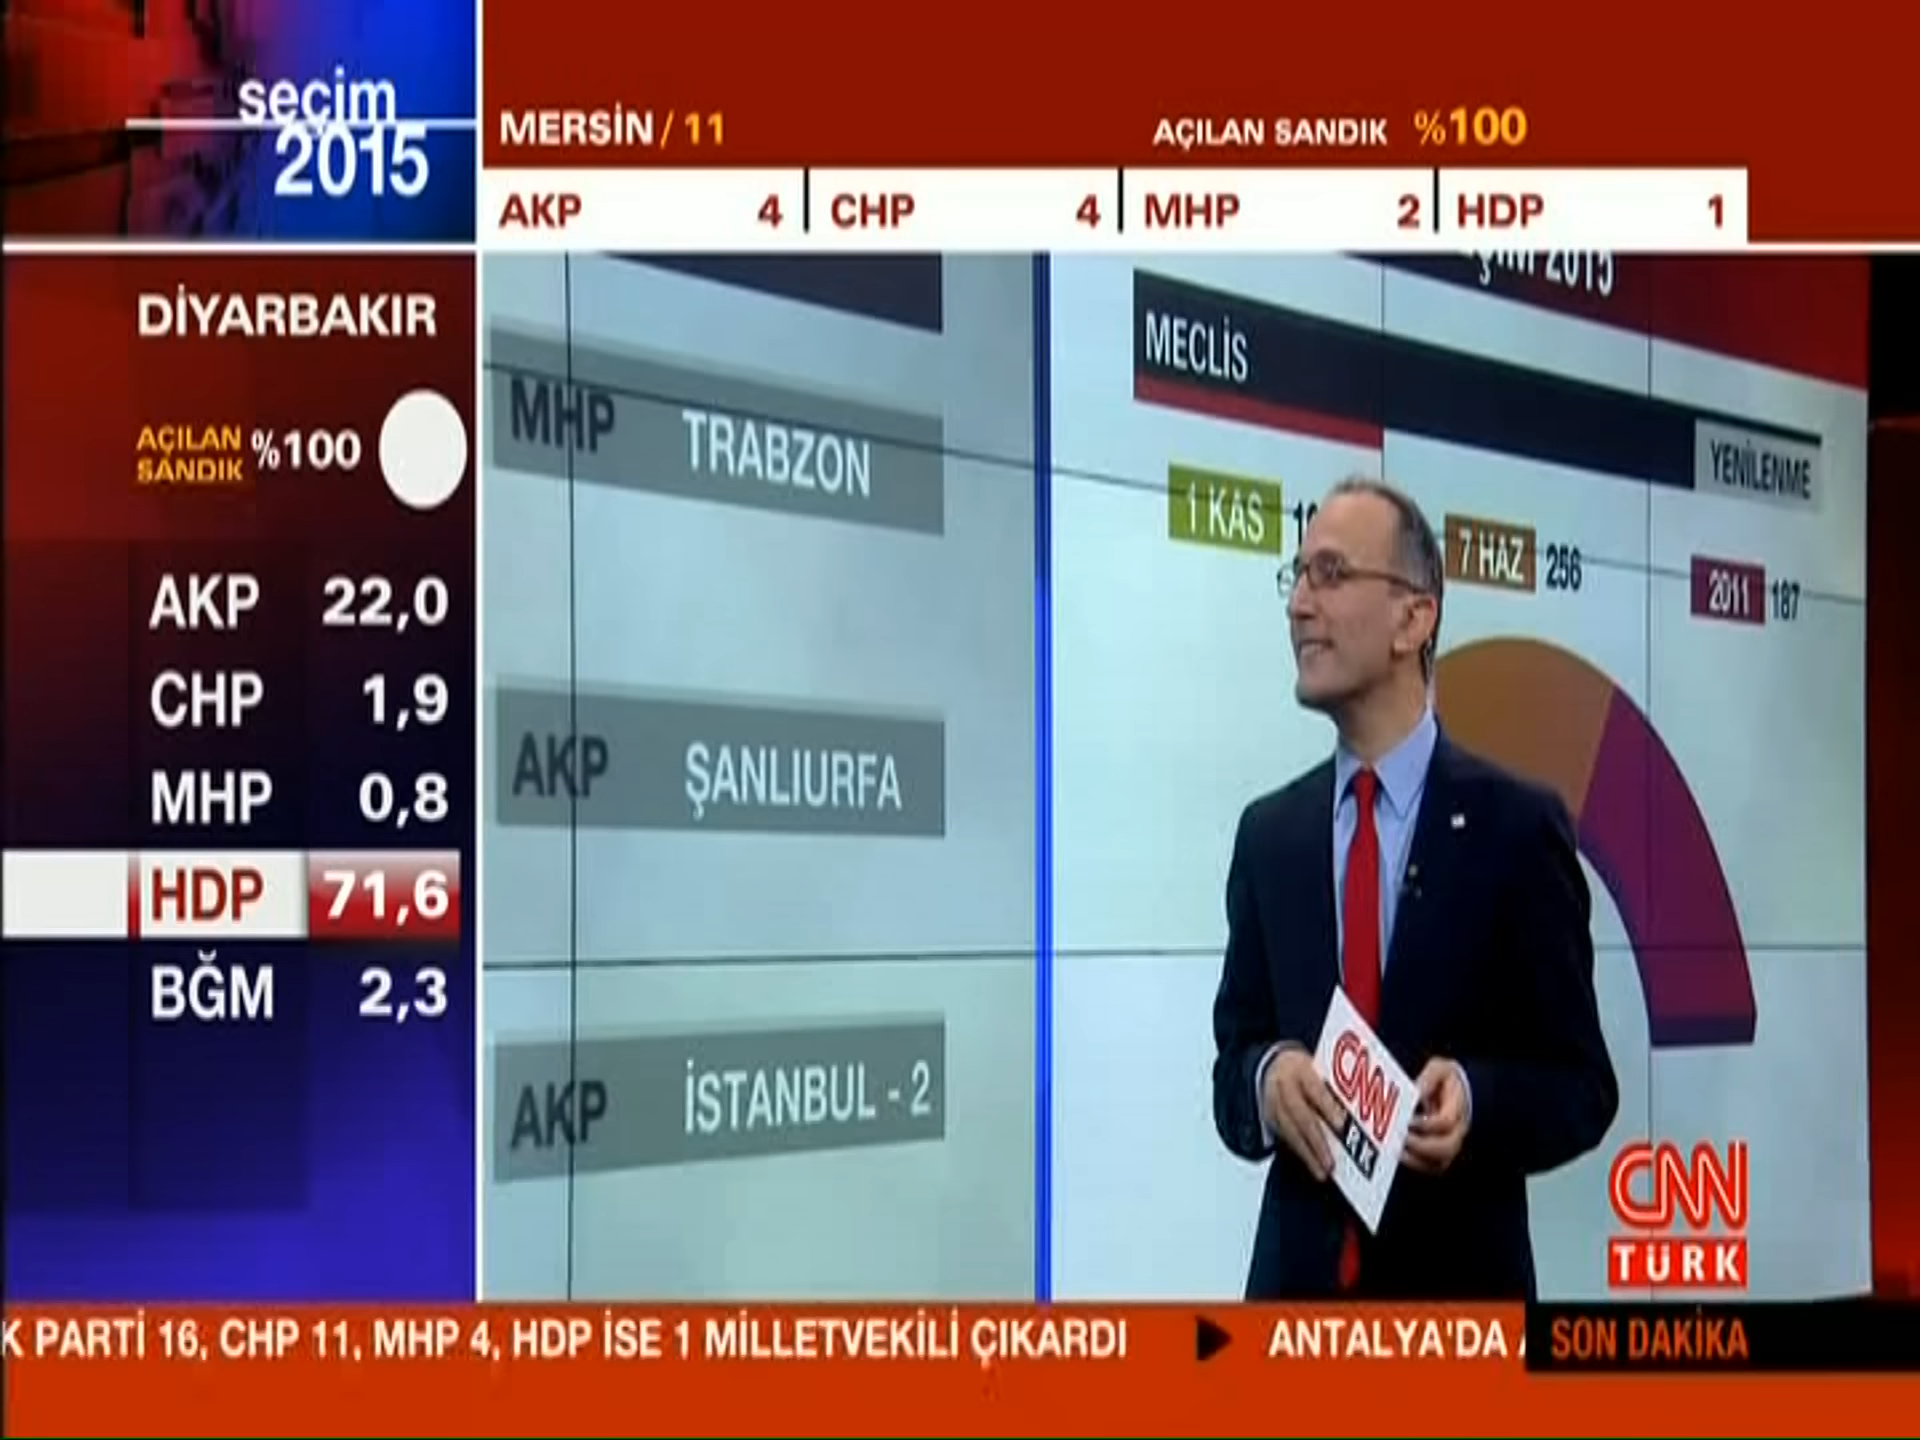 seçim
2015
MERSİN / 11
AÇILAN SANDIK %100
AKP 4 CHP 4 MHP 2 HDP 1
DİYARBAKIR
AÇILAN SANDIK %100
AKP 22,0
CHP 1,9
MHP 0,8
HDP 71,6
BĞM 2,3
MHP TRABZON
AKP ŞANLIURFA
AKP İSTANBUL - 2
2015
MECLİS
YENİLENME
1 KAS
7 HAZ 256
2011 187
CNN
CNN
TÜRK
K PARTİ 16, CHP 11, MHP 4, HDP İSE 1 MİLLETVEKİLİ ÇIKARDI
ANTALYA'DA
SON DAKİKA